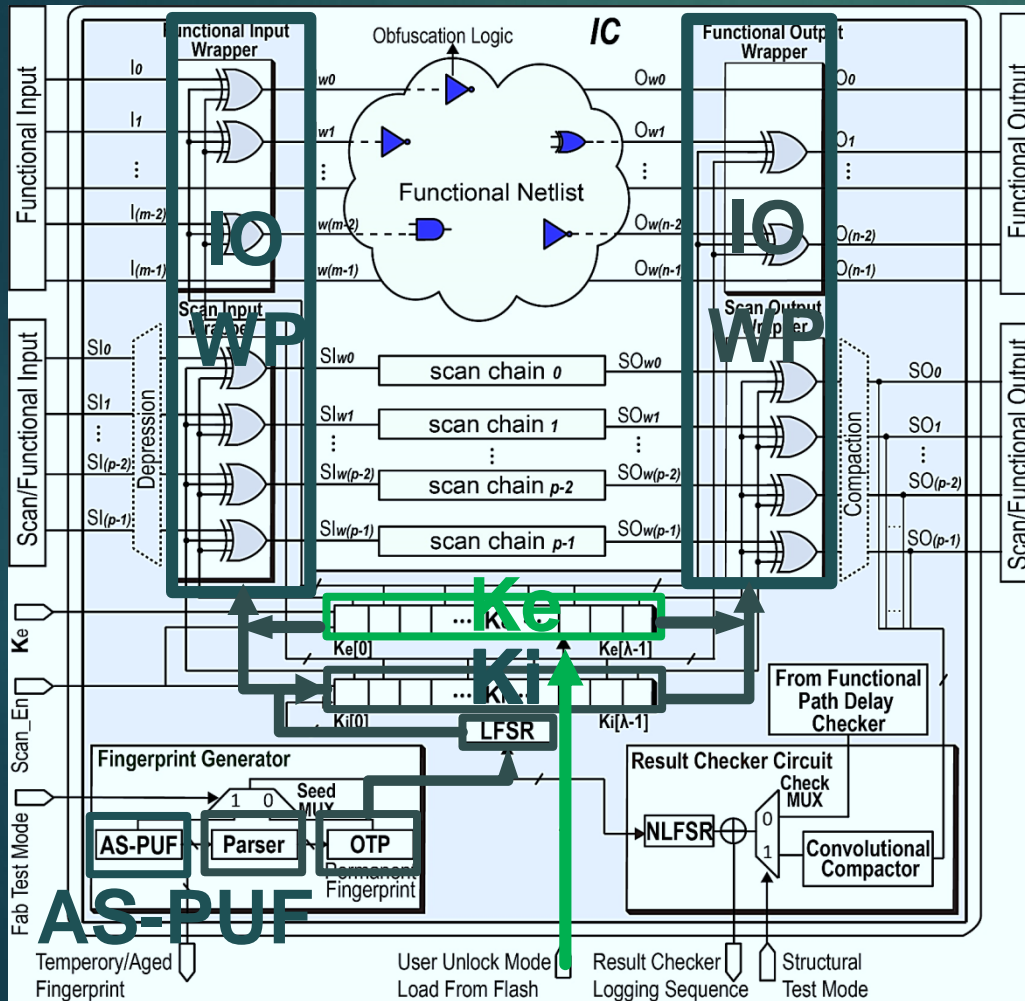 Functional Input
Wrapper
Obfuscation Logic
IC
Functional Output
Wrapper
Functional Input
I0
I1
I(m-2)
I(m-1)
w0
w1
w(m-2)
w(m-1)
Functional Netlist
Ow0
Ow1
Ow(n-2)
Ow(n-1)
O0
O1
O(n-2)
O(n-1)
Functional Output
IO
WP
IO
WP
Scan Input
Wrapper
Scan Output
Wrapper
Scan/Functional Input
SI0
SI1
SI(p-2)
SI(p-1)
Depression
SIw0
SIw1
SIw(p-2)
SIw(p-1)
scan chain 0
scan chain 1
scan chain p-2
scan chain p-1
SOw0
SOw1
SOw(p-2)
SOw(p-1)
Compaction
SO0
SO1
SO(p-2)
SO(p-1)
Scan/Functional Output
Ke
Ke
Ke[0]
Ke[λ-1]
Ki
Ki[0]
Ki[λ-1]
Scan_En
LFSR
From Functional
Path Delay
Checker
Fingerprint Generator
Seed
MUX
1 0
AS-PUF
Parser
OTP
Permanent
Fingerprint
AS-PUF
Fab Test Mode
Result Checker Circuit
Check
MUX
0
1
NLFSR
Convolutional
Compactor
Temperory/Aged
Fingerprint
User Unlock Mode
Load From Flash
Result Checker
Logging Sequence
Structural
Test Mode